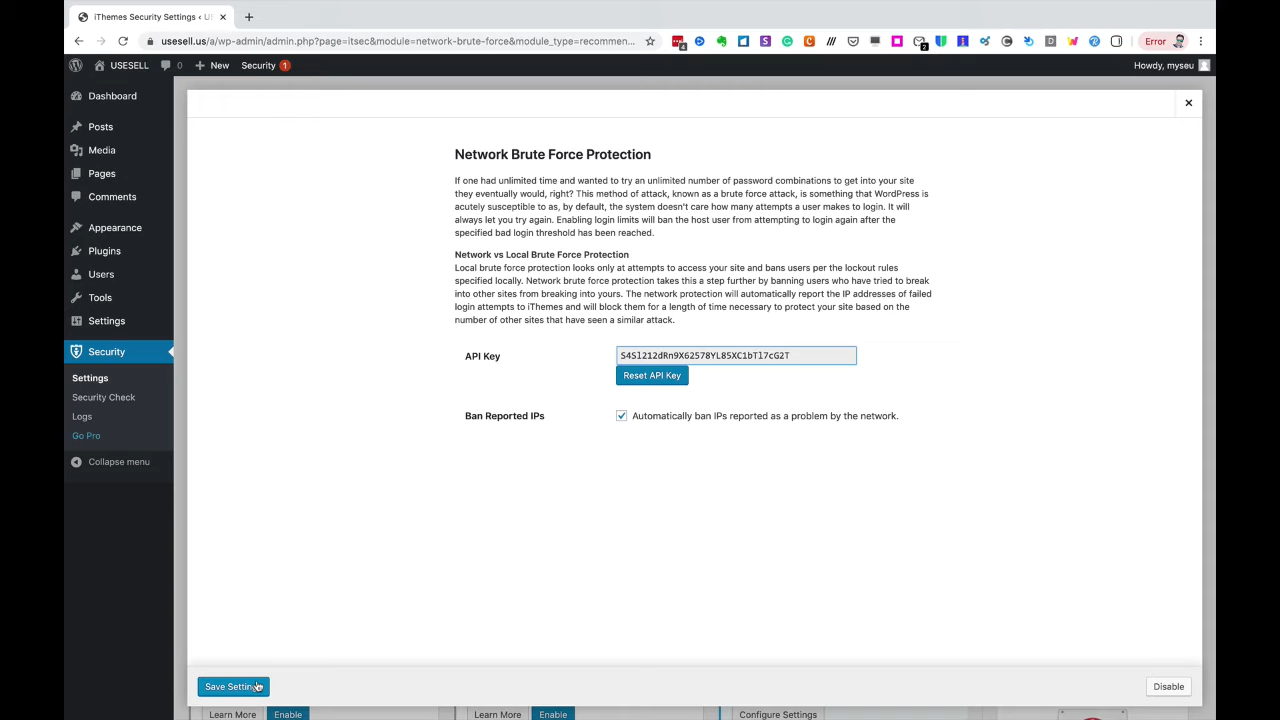 iThemes Security Settings ‹ US
usesell.us/a/wp-admin/admin.php?page=itsec&module=network-brute-force&module_type=recommen...
4
2
Error
USESELL
0
New
Security
1
Howdy, myseu
Dashboard
Posts
Media
Pages
Comments
Appearance
Plugins
Users
Tools
Settings
Security
Settings
Security Check
Logs
Go Pro
Collapse menu
Network Brute Force Protection
If one had unlimited time and wanted to try an unlimited number of password combinations to get into your site
they eventually would, right? This method of attack, known as a brute force attack, is something that WordPress is
acutely susceptible to as, by default, the system doesn't care how many attempts a user makes to login. It will
always let you try again. Enabling login limits will ban the host user from attempting to login again after the
specified bad login threshold has been reached.
Network vs Local Brute Force Protection
Local brute force protection looks only at attempts to access your site and bans users per the lockout rules
specified locally. Network brute force protection takes this a step further by banning users who have tried to break
into other sites from breaking into yours. The network protection will automatically report the IP addresses of failed
login attempts to iThemes and will block them for a length of time necessary to protect your site based on the
number of other sites that have seen a similar attack.
API Key
S4Sl212dRn9X62578YL85XC1bTl7cG2T
Reset API Key
Ban Reported IPs
Automatically ban IPs reported as a problem by the network.
Save Settings
Disable
Learn More
Enable
Learn More
Enable
Configure Settings